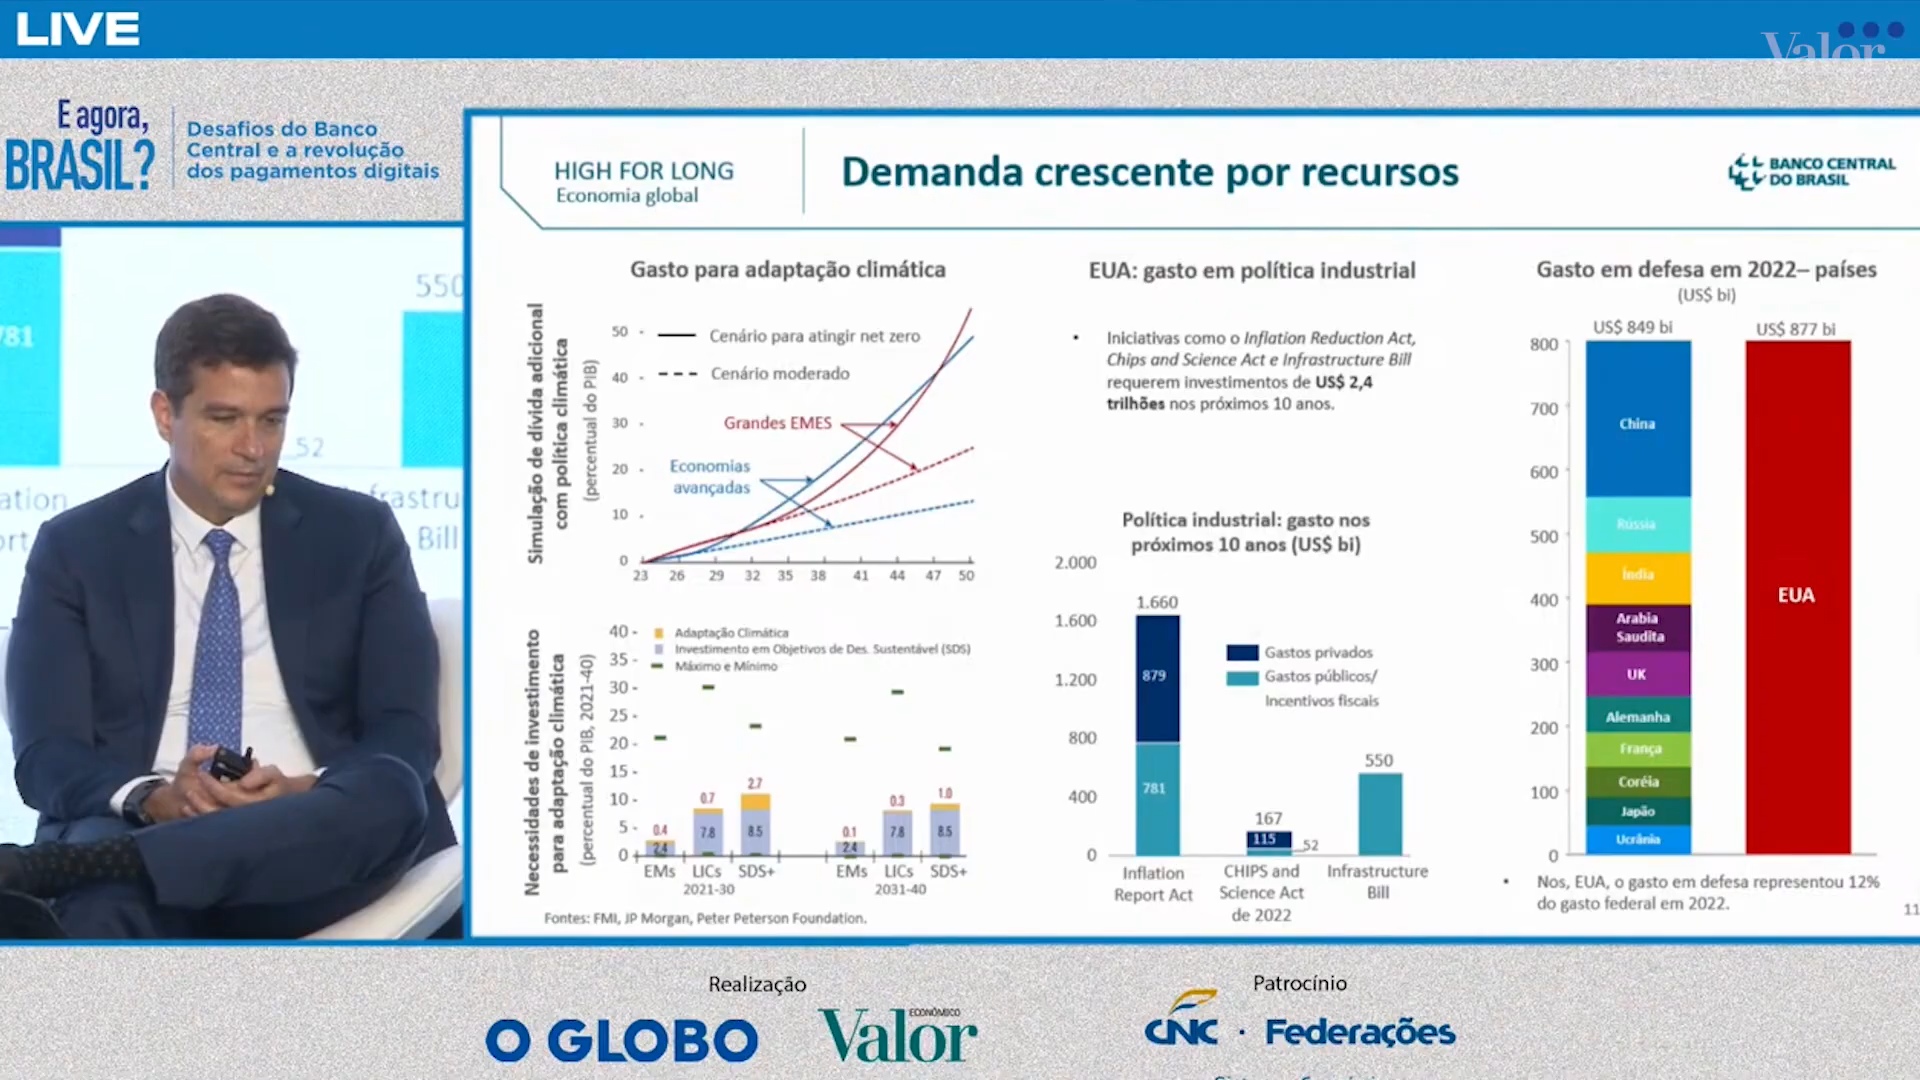 LIVE
Valor
E agora,
BRASIL?
Desafios do Banco
Central e a revolução
dos pagamentos digitais
781
550
52
Bill
HIGH FOR LONG
Economia global
Demanda crescente por recursos
BANCO CENTRAL
DO BRASIL
Gasto para adaptação climática
Simulação de dívida adicional
com política climática
(percentual do PIB)
50
40
30
20
10
0
Cenário para atingir net zero
Cenário moderado
Grandes EMES
Economias
avançadas
23 26 29 32 35 38 41 44 47 50
Necessidades de investimento
para adaptação climática
(percentual do PIB, 2021-40)
40
35
30
25
20
15
10
5
0
Adaptação Climática
Investimento em Objetivos de Des. Sustentável (SDS)
Máximo e Mínimo
0.4 0.7 2.7 0.1 0.3 1.0
2.4 7.8 8.5 2.4 7.8 8.5
EMs LICs SDS+ EMs LICs SDS+
2021-30 2031-40
Fontes: FMI, JP Morgan, Peter Peterson Foundation.
EUA: gasto em política industrial
• Iniciativas como o Inflation Reduction Act,
Chips and Science Act e Infrastructure Bill
requerem investimentos de US$ 2,4
trilhões nos próximos 10 anos.
Política industrial: gasto nos
próximos 10 anos (US$ bi)
2.000
1.600
1.200
800
400
0
1.660
879
781
167
115
52
550
Gastos privados
Gastos públicos/
Incentivos fiscais
Inflation
Report Act
CHIPS and
Science Act
de 2022
Infrastructure
Bill
Gasto em defesa em 2022– países
(US$ bi)
US$ 849 bi US$ 877 bi
800
700
600
500
400
300
200
100
0
China
Rússia
Índia
Arabia
Saudita
UK
Alemanha
França
Coréia
Japão
Ucrânia
EUA
• Nos, EUA, o gasto em defesa representou 12%
do gasto federal em 2022.
11
Realização
O GLOBO
Valor
ECONÔMICO
Patrocínio
CNC · Federações